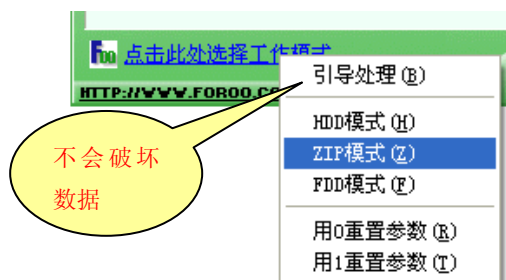 Foo 点击此处选择工作模式
HTTP://WWW.FOROO.CO
引导处理(B)
HDD模式(H)
ZIP模式(Z)
FDD模式(F)
用0重置参数(R)
用1重置参数(T)
不会破坏
数据